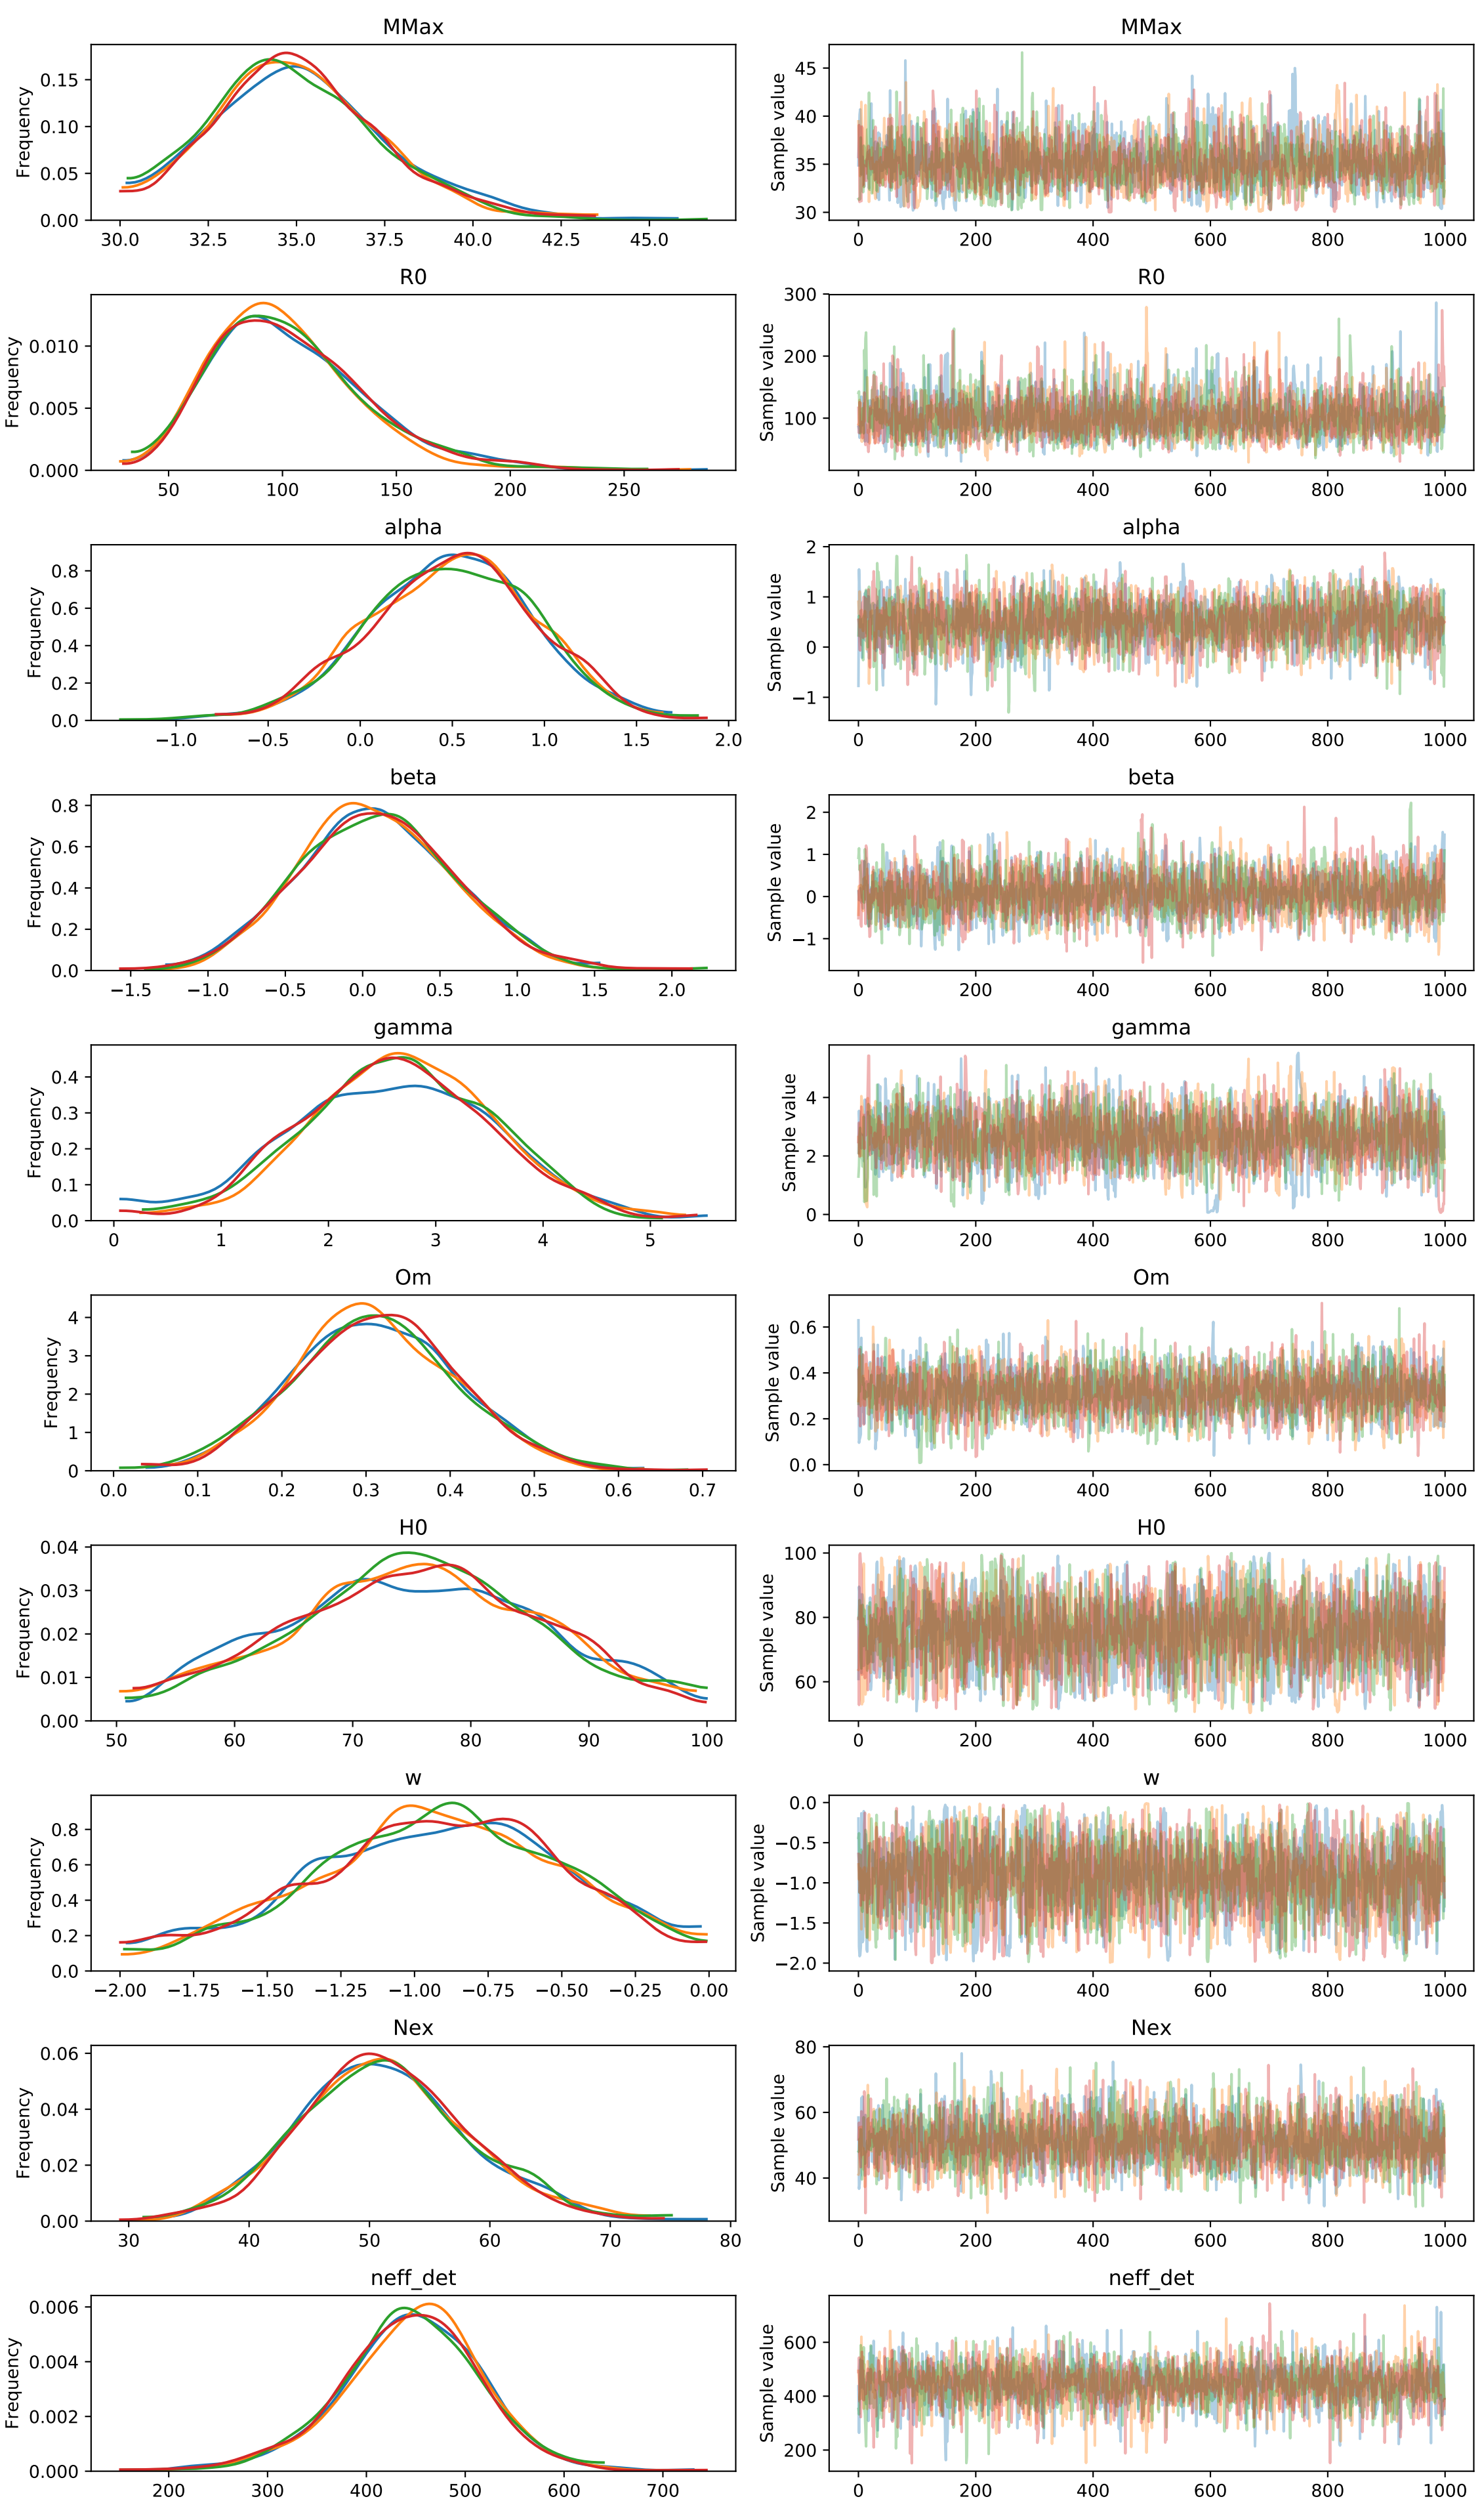 MMax
MMax
Frequency
0.00 0.05 0.10 0.15
30.0 32.5 35.0 37.5 40.0 42.5 45.0
Sample value
30 35 40 45
0 200 400 600 800 1000
R0
R0
Frequency
0.000 0.005 0.010
50 100 150 200 250
Sample value
100 200 300
0 200 400 600 800 1000
alpha
alpha
Frequency
0.0 0.2 0.4 0.6 0.8
−1.0 −0.5 0.0 0.5 1.0 1.5 2.0
Sample value
−1 0 1 2
0 200 400 600 800 1000
beta
beta
Frequency
0.0 0.2 0.4 0.6 0.8
−1.5 −1.0 −0.5 0.0 0.5 1.0 1.5 2.0
Sample value
−1 0 1 2
0 200 400 600 800 1000
gamma
gamma
Frequency
0.0 0.1 0.2 0.3 0.4
0 1 2 3 4 5
Sample value
0 2 4
0 200 400 600 800 1000
Om
Om
Frequency
0 1 2 3 4
0.0 0.1 0.2 0.3 0.4 0.5 0.6 0.7
Sample value
0.0 0.2 0.4 0.6
0 200 400 600 800 1000
H0
H0
Frequency
0.00 0.01 0.02 0.03 0.04
50 60 70 80 90 100
Sample value
60 80 100
0 200 400 600 800 1000
w
w
Frequency
0.0 0.2 0.4 0.6 0.8
−2.00 −1.75 −1.50 −1.25 −1.00 −0.75 −0.50 −0.25 0.00
Sample value
−2.0 −1.5 −1.0 −0.5 0.0
0 200 400 600 800 1000
Nex
Nex
Frequency
0.00 0.02 0.04 0.06
30 40 50 60 70 80
Sample value
40 60 80
0 200 400 600 800 1000
neff_det
neff_det
Frequency
0.000 0.002 0.004 0.006
200 300 400 500 600 700
Sample value
200 400 600
0 200 400 600 800 1000